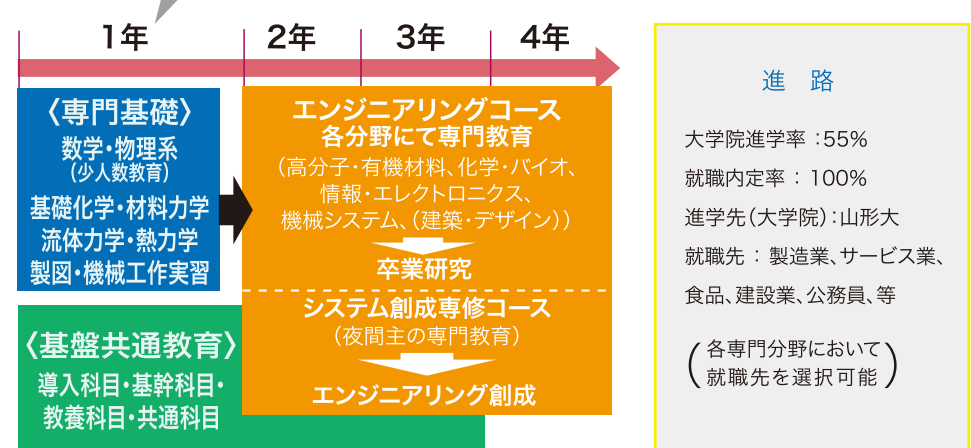 1年 2年 3年 4年
〈専門基礎〉
数学・物理系
(少人数教育)
基礎化学・材料力学
流体力学・熱力学
製図・機械工作実習
〈基盤共通教育〉
導入科目・基幹科目・
教養科目・共通科目
エンジニアリングコース
各分野にて専門教育
(高分子・有機材料、化学・バイオ、
情報・エレクトロニクス、
機械システム、(建築・デザイン))
卒業研究
システム創成専修コース
(夜間主の専門教育)
エンジニアリング創成
進 路
大学院進学率:55%
就職内定率:100%
進学先(大学院):山形大
就職先:製造業、サービス業、
食品、建設業、公務員、等
(各専門分野において
就職先を選択可能)